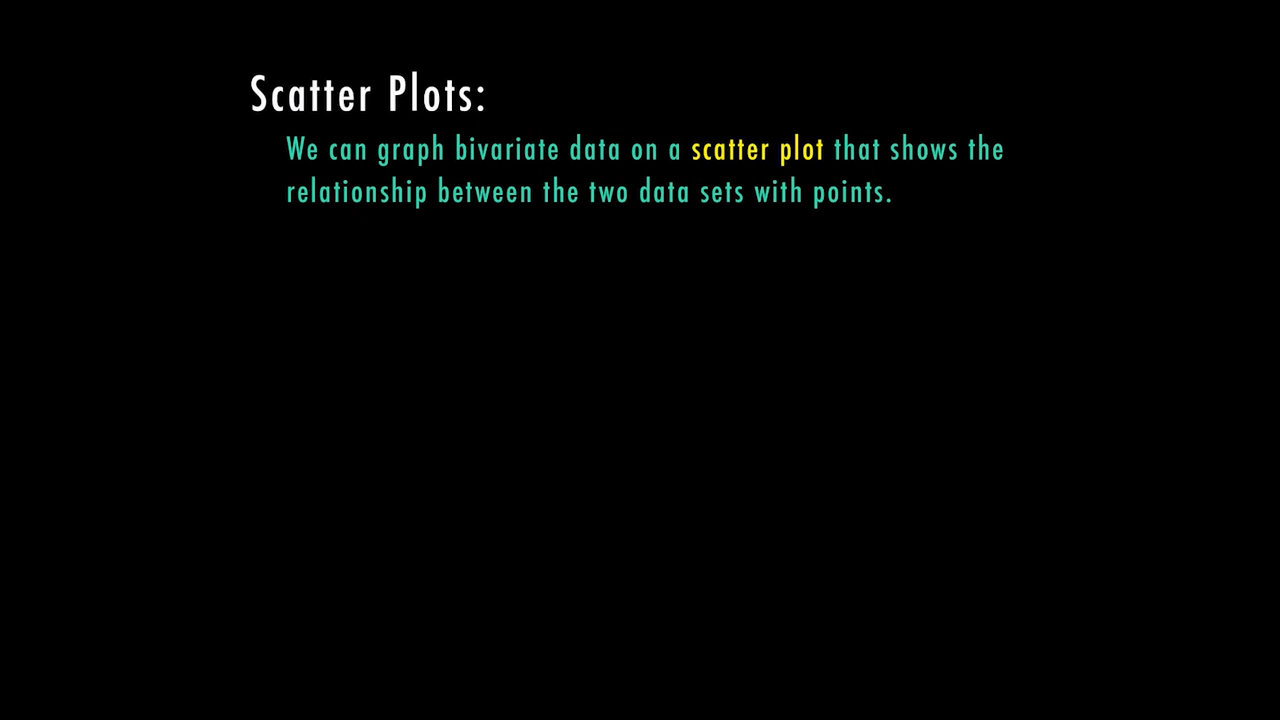 Scatter Plots:
We can graph bivariate data on a scatter plot that shows the
relationship between the two data sets with points.